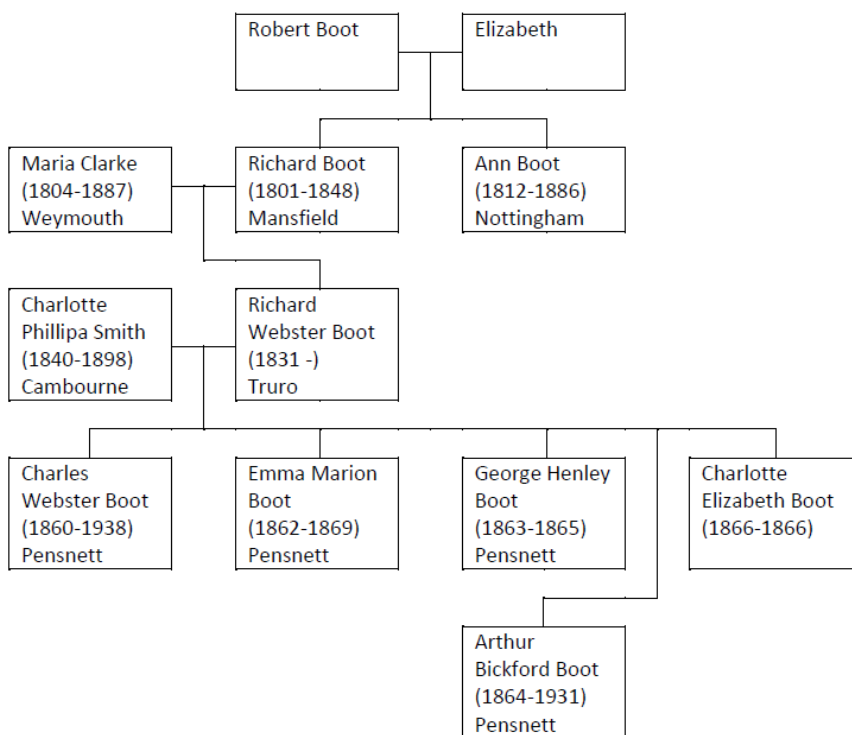 Robert Boot
Elizabeth
Maria Clarke
(1804-1887)
Weymouth
Richard Boot
(1801-1848)
Mansfield
Ann Boot
(1812-1886)
Nottingham
Charlotte
Phillipa Smith
(1840-1898)
Cambourne
Richard
Webster Boot
(1831 -)
Truro
Charles
Webster Boot
(1860-1938)
Pensnett
Emma Marion
Boot
(1862-1869)
Pensnett
George Henley
Boot
(1863-1865)
Pensnett
Charlotte
Elizabeth Boot
(1866-1866)
Arthur
Bickford Boot
(1864-1931)
Pensnett